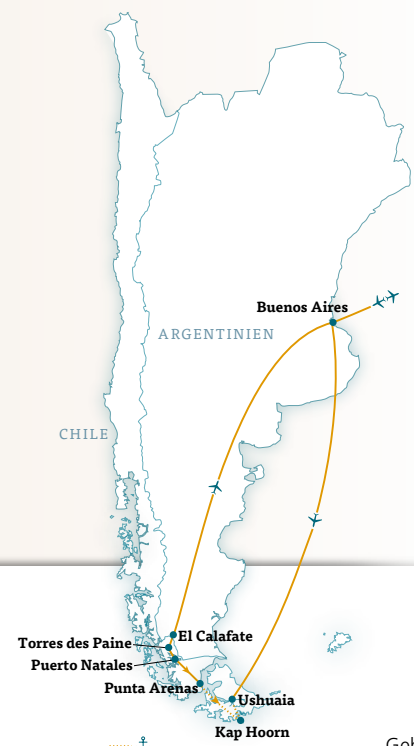 Buenos Aires
ARGENTINIEN
CHILE
El Calafate
Torres des Paine
Puerto Natales
Punta Arenas
Ushuaia
Kap Hoorn